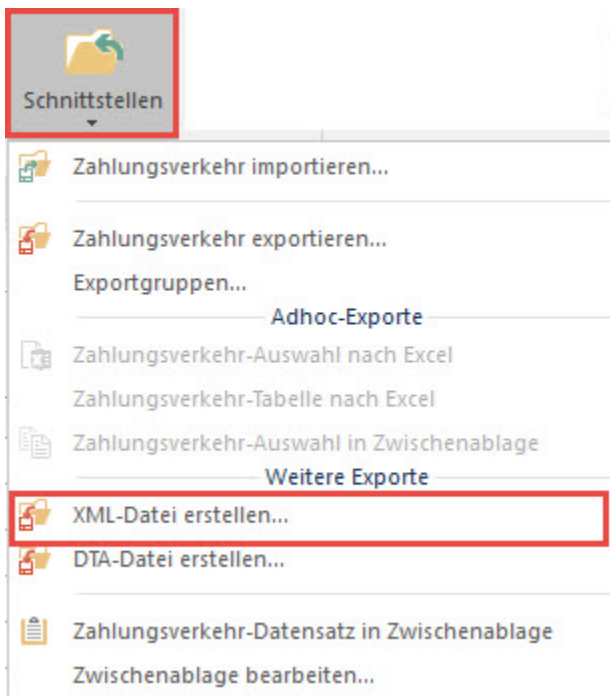 Schnittstellen
Zahlungsverkehr importieren...
Zahlungsverkehr exportieren...
Exportgruppen...
Adhoc-Exporte
Zahlungsverkehr-Auswahl nach Excel
Zahlungsverkehr-Tabelle nach Excel
Zahlungsverkehr-Auswahl in Zwischenablage
Weitere Exporte
XML-Datei erstellen...
DTA-Datei erstellen...
Zahlungsverkehr-Datensatz in Zwischenablage
Zwischenablage bearbeiten...